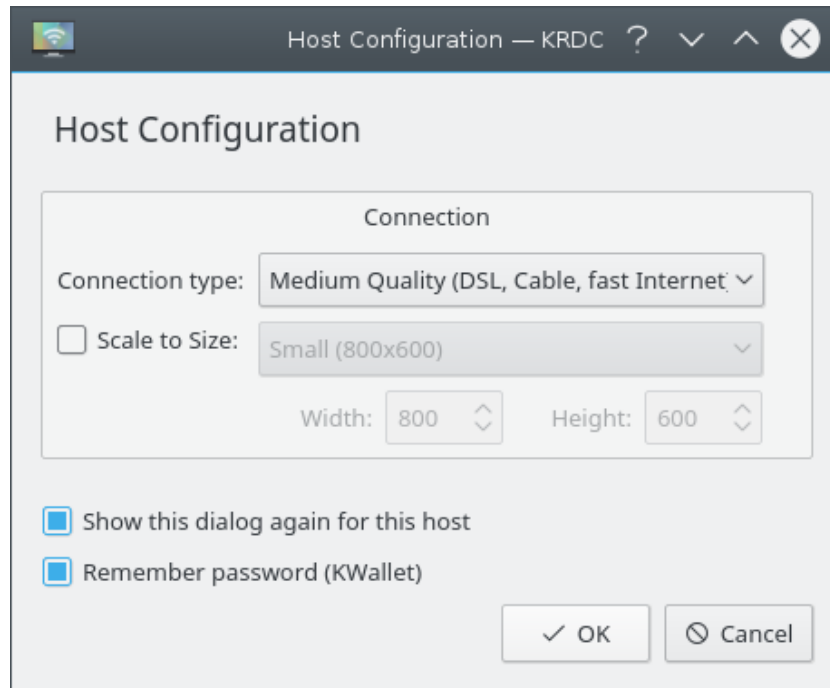 Host Configuration — KRDC
Host Configuration
Connection
Connection type: Medium Quality (DSL, Cable, fast Internet)
Scale to Size: Small (800x600)
Width: 800 Height: 600
Show this dialog again for this host
Remember password (KWallet)
OK Cancel